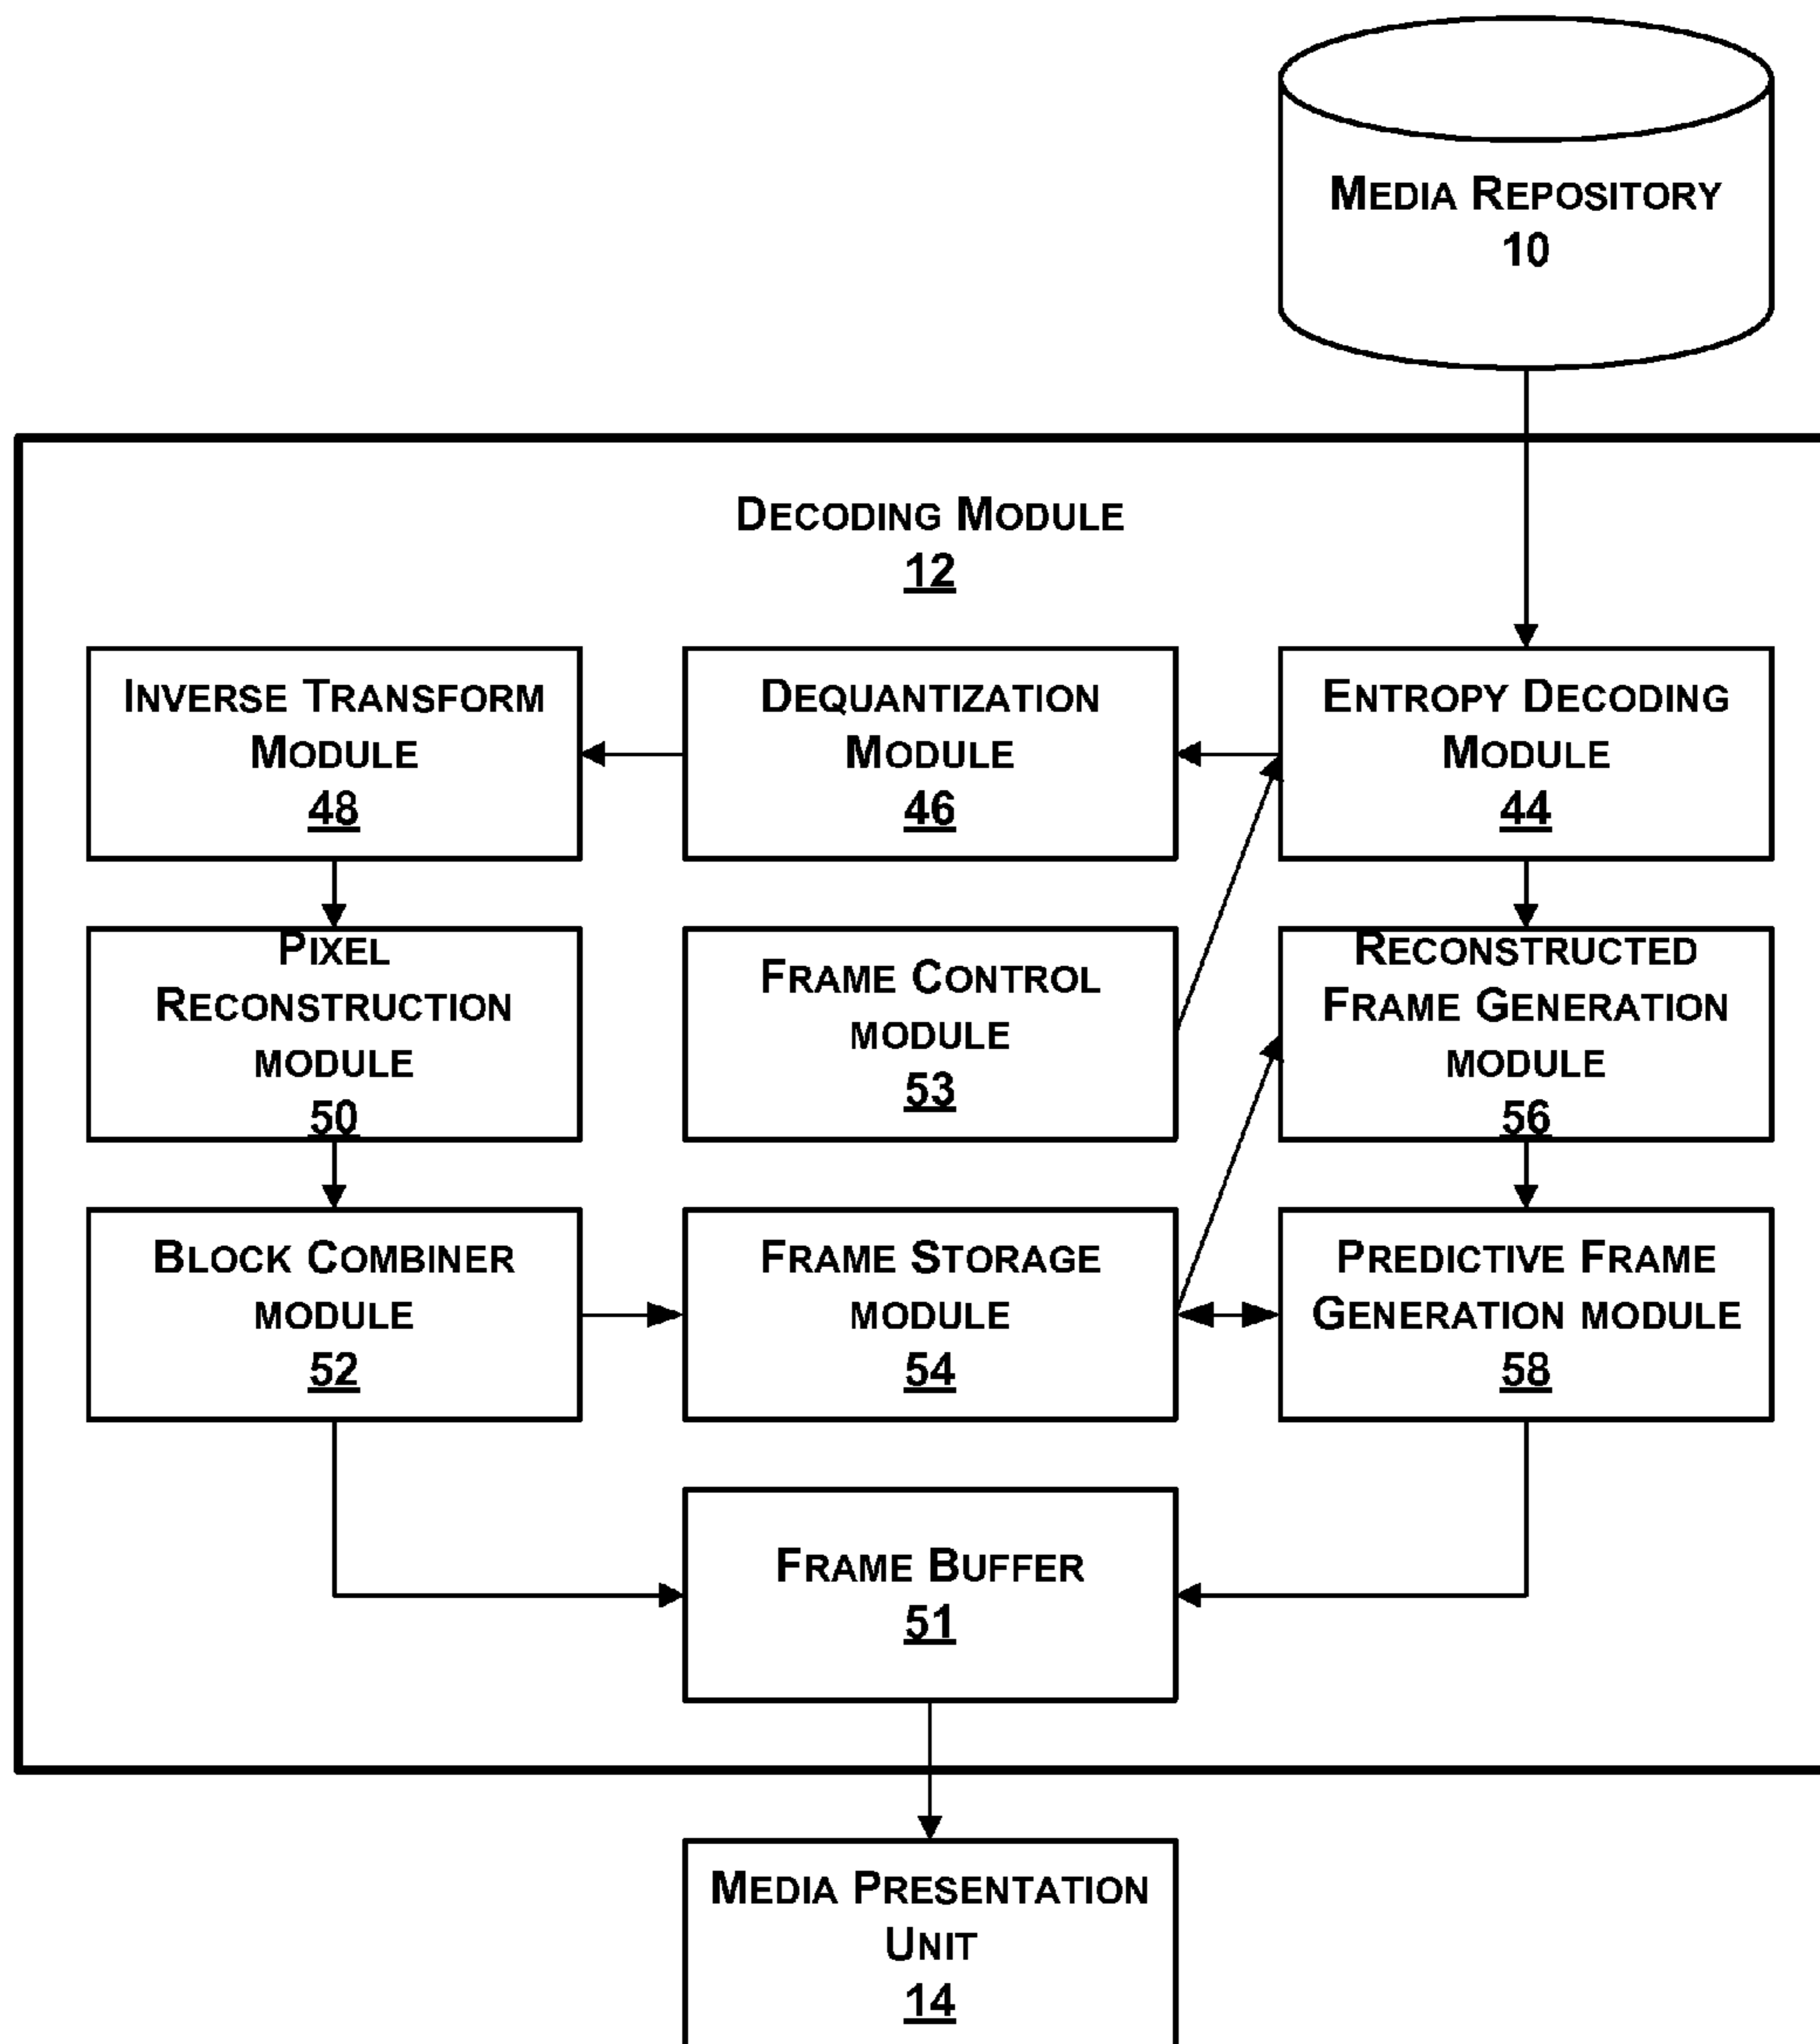 MEDIA REPOSITORY
10
DECODING MODULE
12
INVERSE TRANSFORM
MODULE
48
DEQUANTIZATION
MODULE
46
ENTROPY DECODING
MODULE
44
PIXEL
RECONSTRUCTION
MODULE
50
FRAME CONTROL
MODULE
53
RECONSTRUCTED
FRAME GENERATION
MODULE
56
BLOCK COMBINER
MODULE
52
FRAME STORAGE
MODULE
54
PREDICTIVE FRAME
GENERATION MODULE
58
FRAME BUFFER
51
MEDIA PRESENTATION
UNIT
14